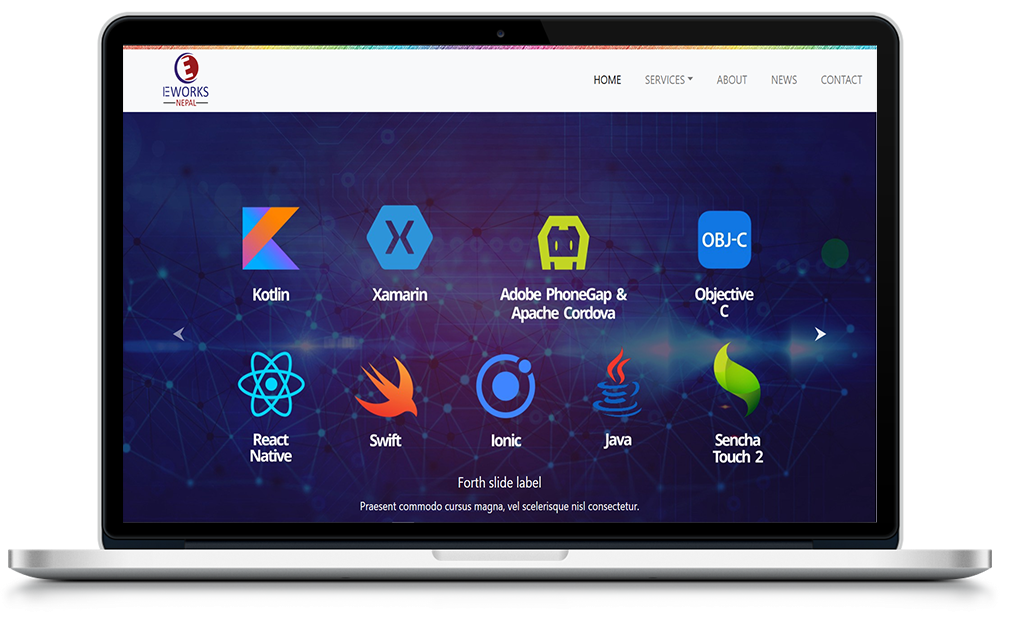 E
EWORKS
NEPAL
HOME SERVICES ABOUT NEWS CONTACT
OBJ-C
Kotlin Xamarin Adobe PhoneGap & Objective
Apache Cordova C
React Swift Ionic Java Sencha
Native Touch 2
Forth slide label
Praesent commodo cursus magna, vel scelerisque nisl consectetur.